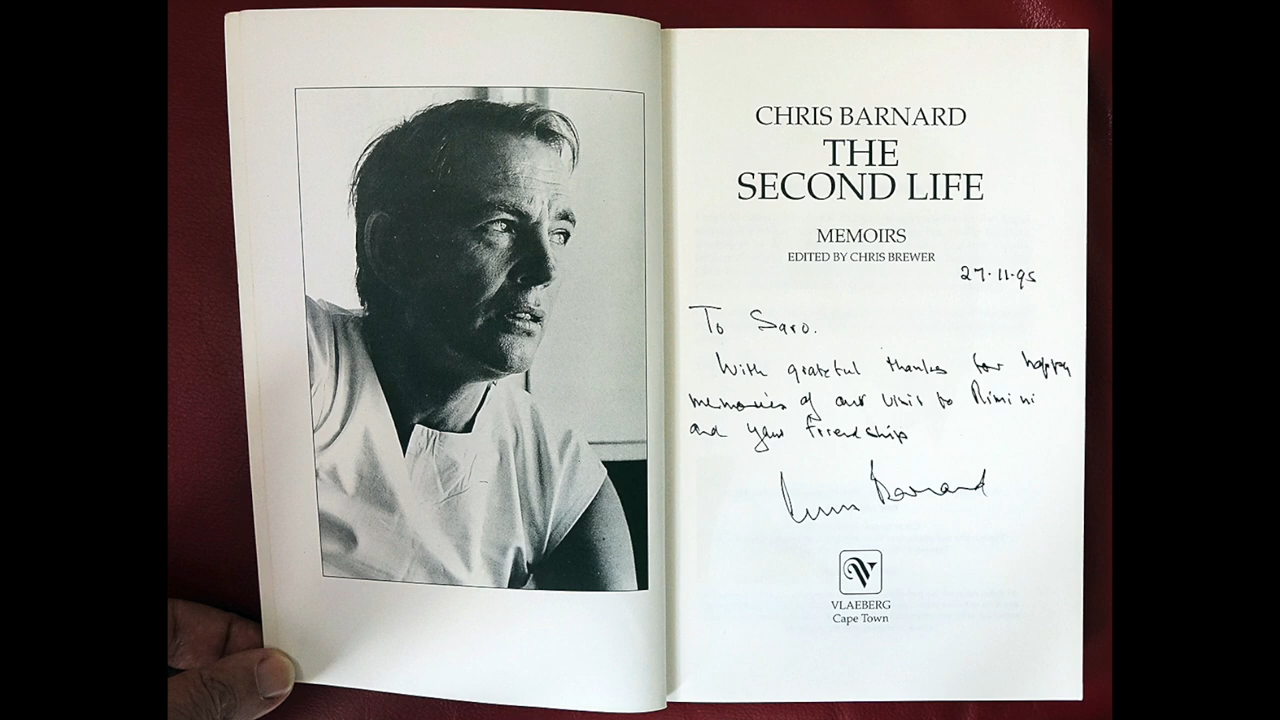 CHRIS BARNARD
THE
SECOND LIFE
MEMOIRS
EDITED BY CHRIS BREWER
27.11.95
To Saro.
With grateful thanks for happy
memories of our visit to Rimini
and your friendship
Chris Barnard
VLAEBERG
Cape Town